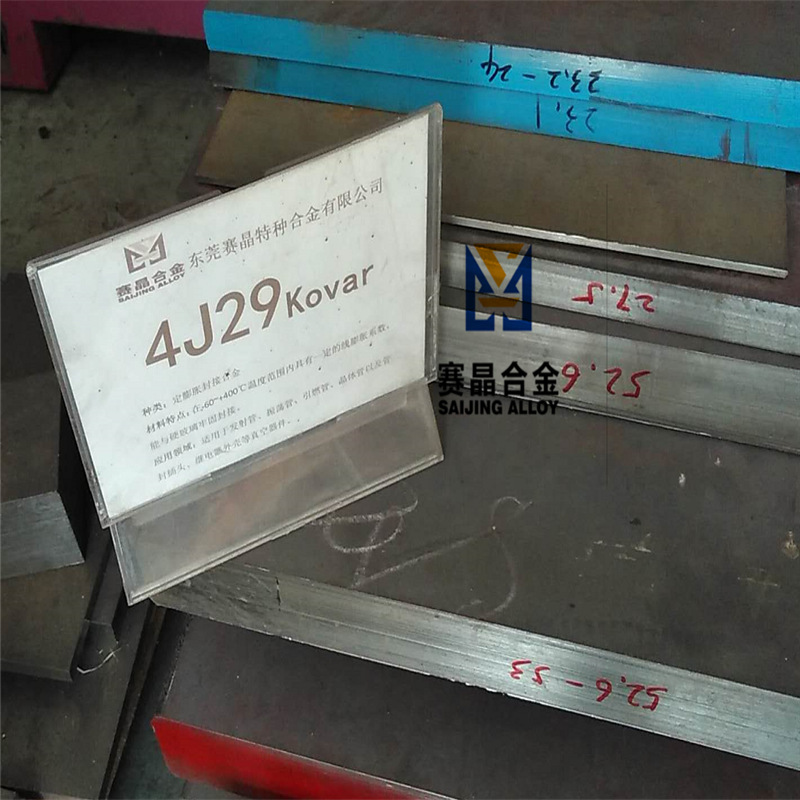 23.2-24
23.1
东莞赛晶特种合金有限公司
赛晶合金
SAIJING ALLOY
4J29 Kovar
种类：定膨胀封接合金
材料特点：在-60~+400℃温度范围内具有一定的线膨胀系数，
能与硬玻璃牢固封接。
应用领域：适用于发射管、振荡管、引燃管、晶体管以及管
封插头、继电器外壳等真空器件。
27.5
52.6
赛晶合金
SAIJING ALLOY
52.6-53